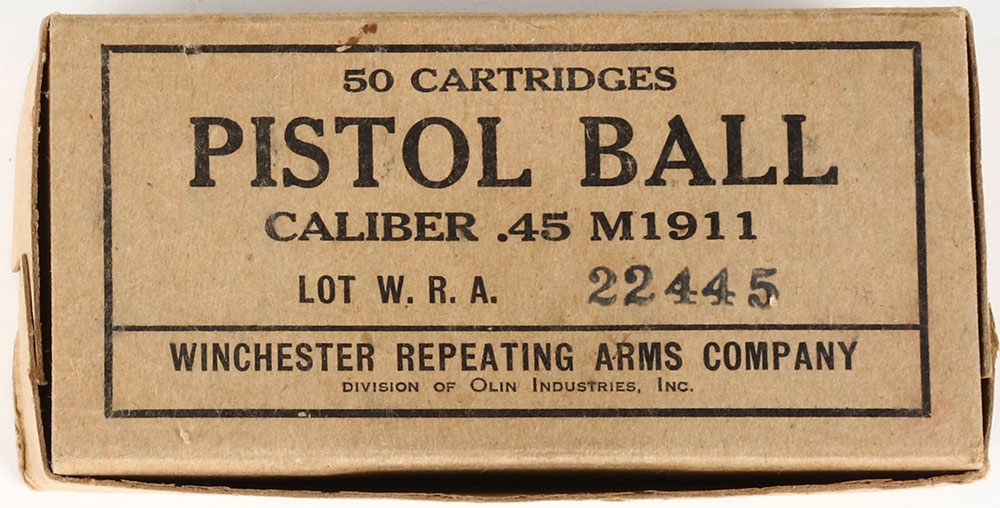 50 CARTRIDGES
PISTOL BALL
CALIBER .45 M1911
LOT W. R. A. 22445
WINCHESTER REPEATING ARMS COMPANY
DIVISION OF OLIN INDUSTRIES, INC.